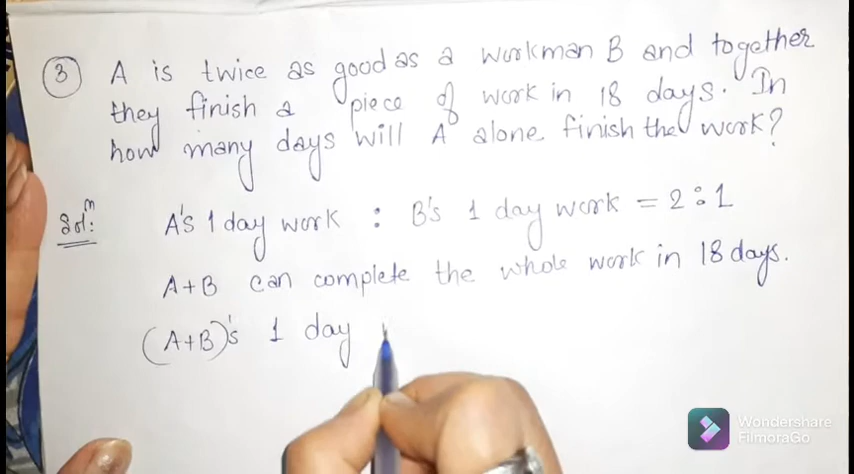 3 A is twice as good as a workman B and together
they finish a piece of work in 18 days. In
how many days will A alone finish the work?
Solⁿ: A's 1 day work : B's 1 day work = 2:1
A+B can complete the whole work in 18 days.
(A+B)'s 1 day
Wondershare
FilmoraGo